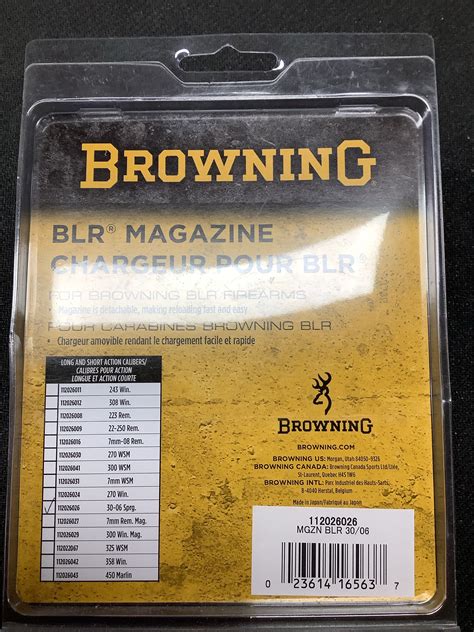 BROWNING
BLR® MAGAZINE
CHARGEUR POUR BLR®
FOR BROWNING BLR FIREARMS
• Magazine is detachable, making reloading fast and easy
POUR CARABINES BROWNING BLR
• Chargeur amovible rendant le chargement facile et rapide
LONG AND SHORT ACTION CALIBERS/
CALIBRES POUR ACTION
LONGUE ET ACTION COURTE
112026011 243 Win.
112026012 308 Win.
112026008 223 Rem.
112026009 22-250 Rem.
112026016 7mm-08 Rem.
112026030 270 WSM
300 WSM
112026031 7mm WSM
112026024 270 Win.
112026026 30-06 Sprg.
7mm Rem. Mag.
112026029 300 Win. Mag.
112022067 325 WSM
112026042 358 Win.
112026043 450 Marlin
BROWNING
BROWNING.COM
BROWNING US: Morgan, Utah 84050-9326
BROWNING CANADA: Browning Canada Sports Ltd/Ltée,
St-Laurent, Quebec H4S 1W6
BROWNING INTL: Parc Industriel des Hauts-Sarts,
B-4040 Herstal, Belgium
Made in Japan/Fabriqué au Japon
112026026
MGZN BLR 30/06
0 23614 16563 7